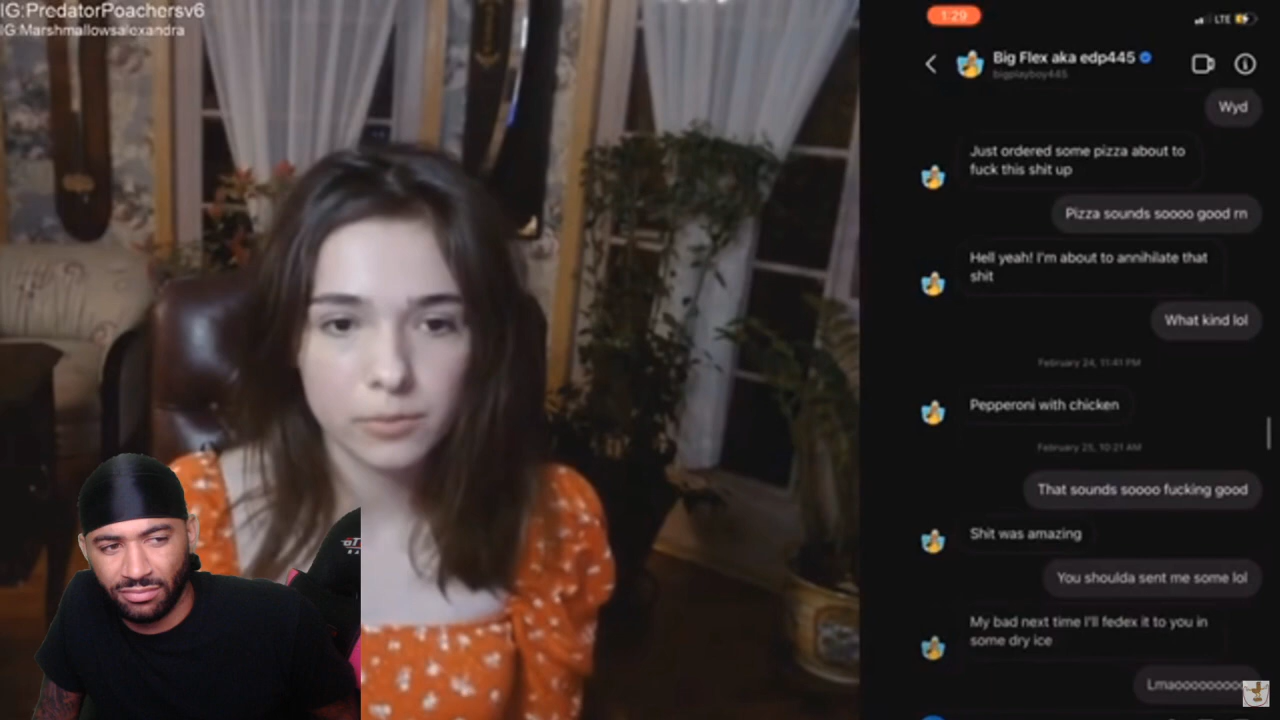 IG:PredatorPoachersv6
IG:Marshmallowsalexandra
1:29
LTE
Big Flex aka edp445
bigplayboy445
Wyd
Just ordered some pizza about to
fuck this shit up
Pizza sounds soooo good rn
Hell yeah! I'm about to annihilate that
shit
What kind lol
February 24, 11:41 PM
Pepperoni with chicken
February 25, 10:21 AM
That sounds soooo fucking good
Shit was amazing
You shoulda sent me some lol
My bad next time I'll fedex it to you in
some dry ice